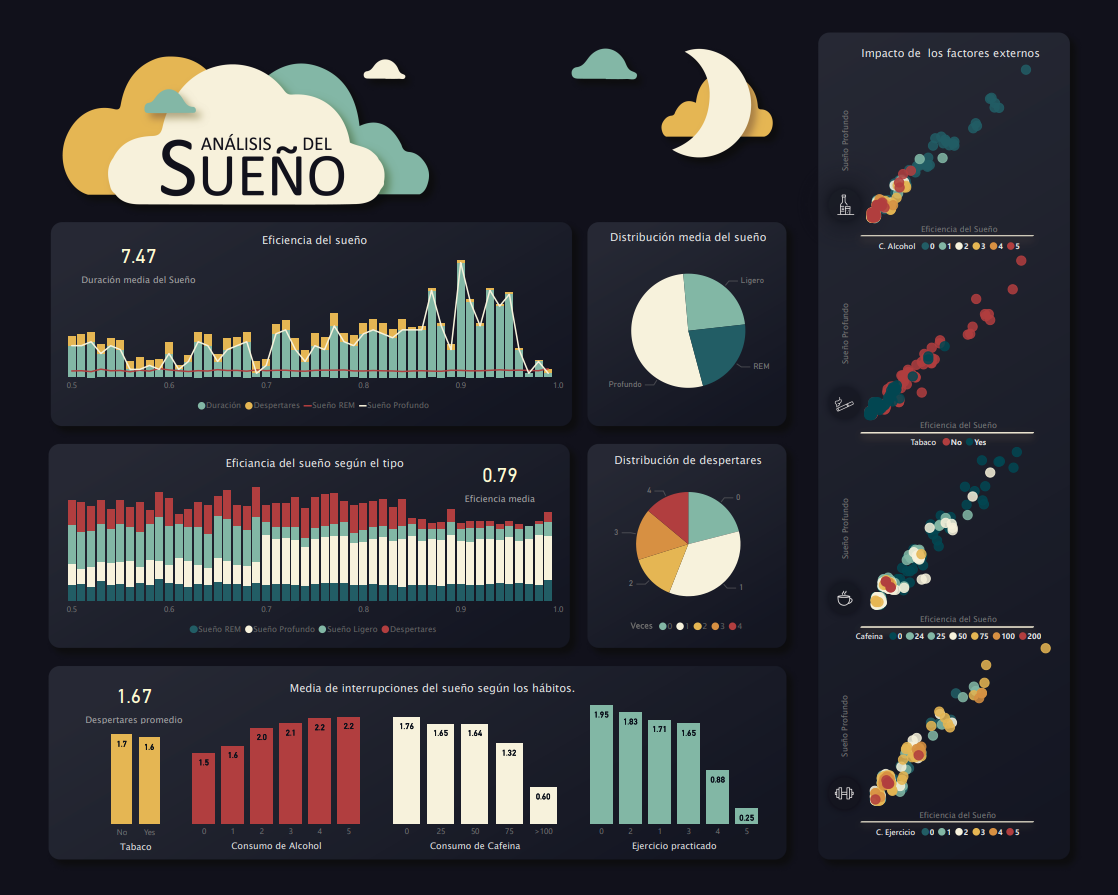 ANÁLISIS DEL
SUEÑO
Eficiencia del sueño
7.47
Duración media del Sueño
0.5 0.6 0.7 0.8 0.9 1.0
Duración Despertares Sueño REM Sueño Profundo
Distribución media del sueño
Ligero
REM
Profundo
Eficiancia del sueño según el tipo
0.79
Eficiencia media
0.5 0.6 0.7 0.8 0.9 0.10
Sueño REM Sueño Profundo Sueño Ligero Despertares
Distribución de despertares
4 0
3
2 1
Veces 0 1 2 3 4
Media de interrupciones del sueño según los hábitos.
1.67
Despertares promedio
1.7 1.6
No Yes
Tabaco
1.5 1.6 2.0 2.1 2.2 2.2
0 1 2 3 4 5
Consumo de Alcohol
1.76 1.65 1.64 1.32 0.60
0 25 50 75 >100
Consumo de Cafeina
1.95 1.83 1.71 1.65 0.88 0.25
0 2 1 3 4 5
Ejercicio practicado
Impacto de los factores externos
Sueño Profundo
Eficiencia del Sueño
C. Alcohol 0 1 2 3 4 5
Sueño Profundo
Eficiencia del Sueño
Tabaco No Yes
Sueño Profundo
Eficiencia del Sueño
Cafeina 0 24 25 50 75 100 200
Sueño Profundo
Eficiencia del Sueño
C. Ejercicio 0 1 2 3 4 5